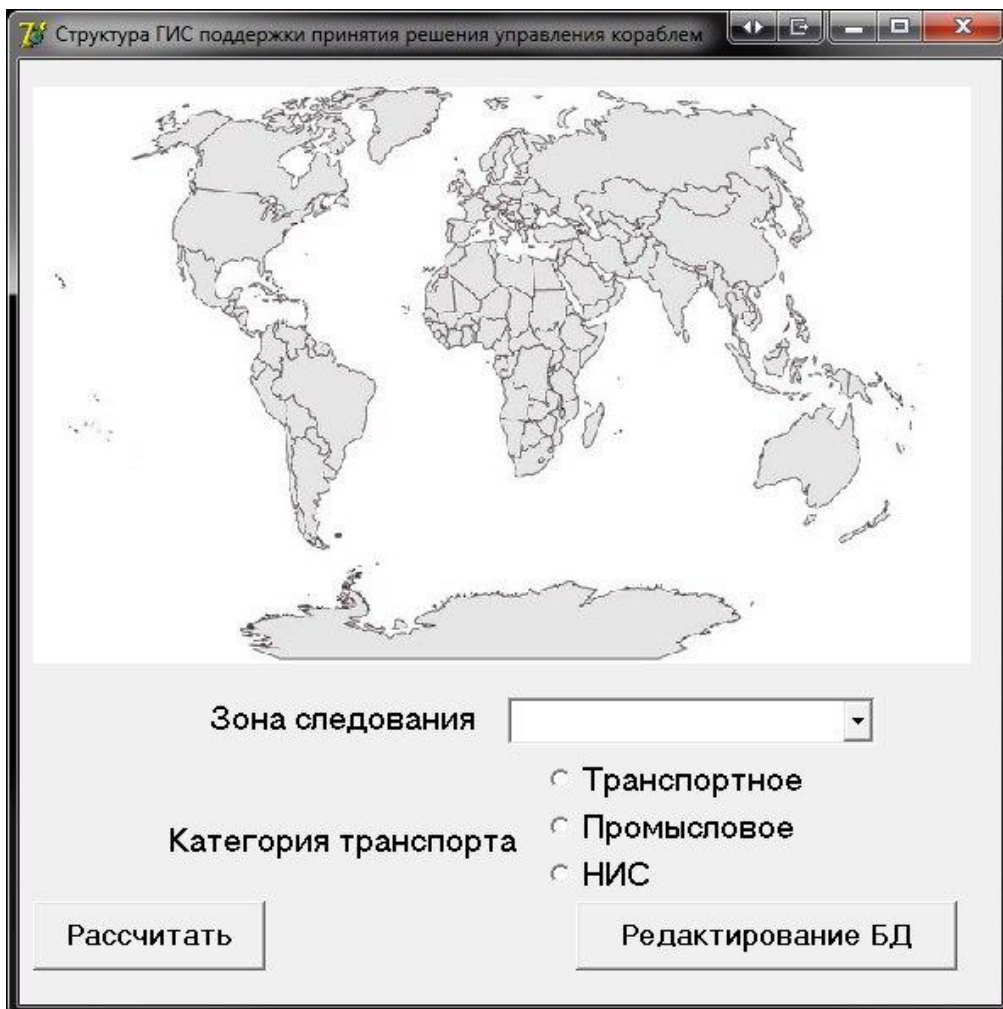 Структура ГИС поддержки принятия решения управления кораблем
Зона следования
Транспортное
Категория транспорта
Промысловое
НИС
Рассчитать
Редактирование БД